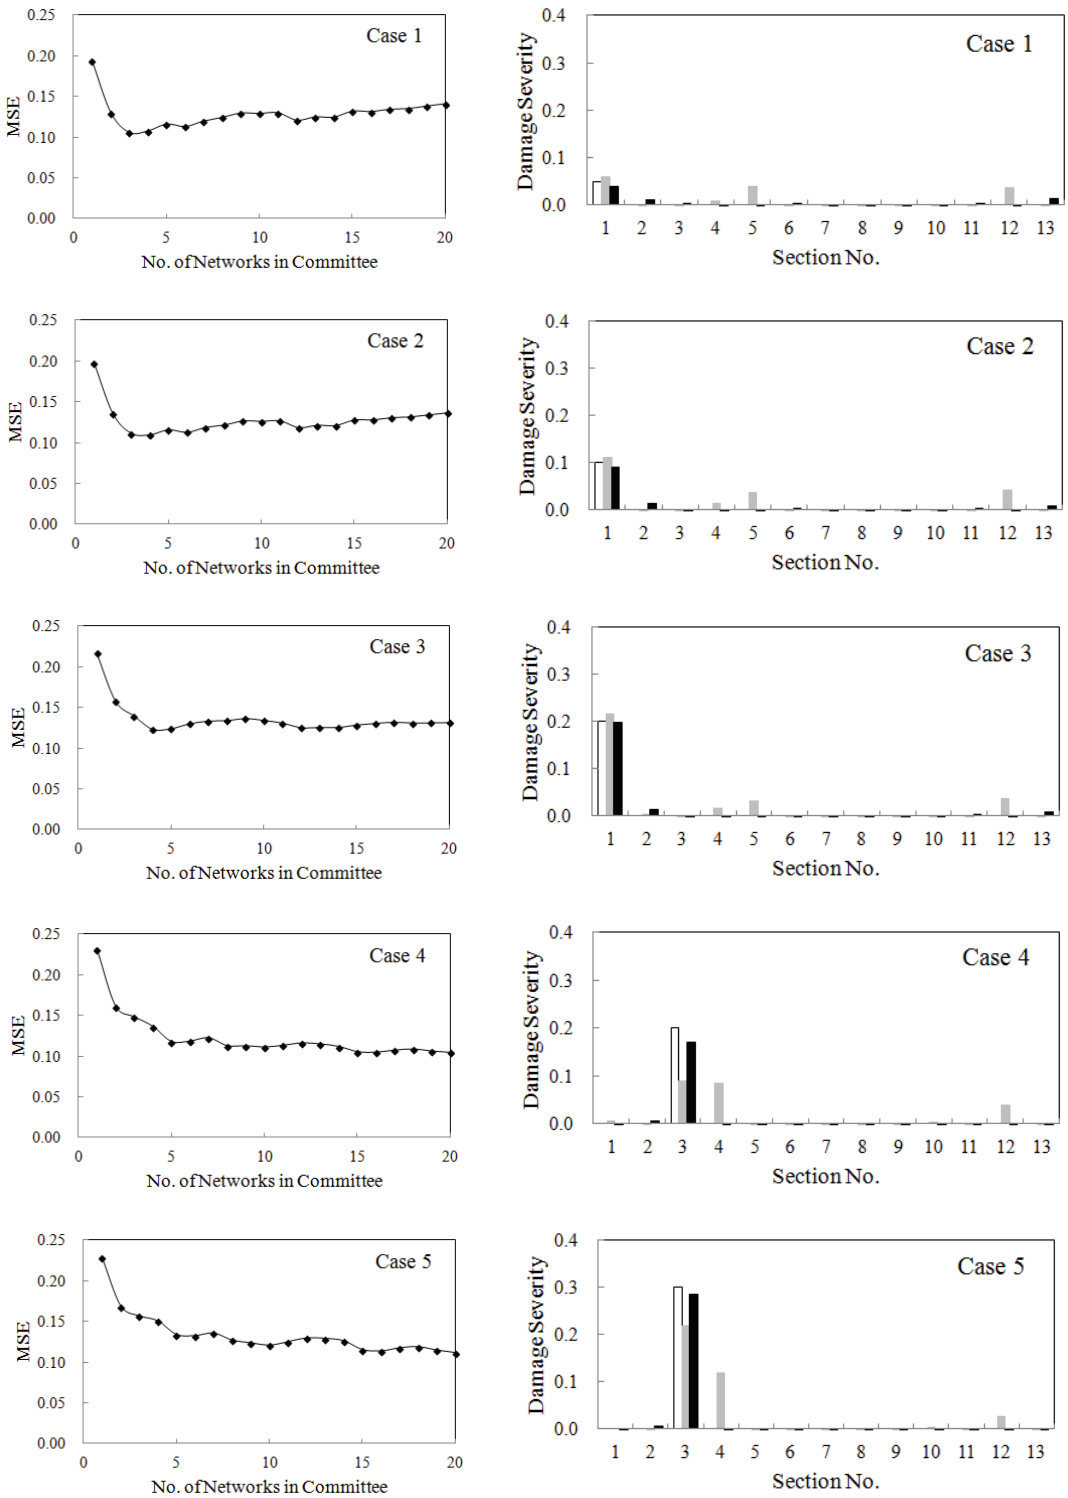 0.25
0.20
0.15
0.10
0.05
0.00
MSE
Case 1
0 5 10 15 20
No. of Networks in Committee
0.4
0.3
0.2
0.1
0.0
Damage Severity
Case 1
1 2 3 4 5 6 7 8 9 10 11 12 13
Section No.
0.25
0.20
0.15
0.10
0.05
0.00
MSE
Case 2
0 5 10 15 20
No. of Networks in Committee
0.4
0.3
0.2
0.1
0.0
Damage Severity
Case 2
1 2 3 4 5 6 7 8 9 10 11 12 13
Section No.
0.25
0.20
0.15
0.10
0.05
0.00
MSE
Case 3
0 5 10 15 20
No. of Networks in Committee
0.4
0.3
0.2
0.1
0.0
Damage Severity
Case 3
1 2 3 4 5 6 7 8 9 10 11 12 13
Section No.
0.25
0.20
0.15
0.10
0.05
0.00
MSE
Case 4
0 5 10 15 20
No. of Networks in Committee
0.4
0.3
0.2
0.1
0.0
Damage Severity
Case 4
1 2 3 4 5 6 7 8 9 10 11 12 13
Section No.
0.25
0.20
0.15
0.10
0.05
0.00
MSE
Case 5
0 5 10 15 20
No. of Networks in Committee
0.4
0.3
0.2
0.1
0.0
Damage Severity
Case 5
1 2 3 4 5 6 7 8 9 10 11 12 13
Section No.